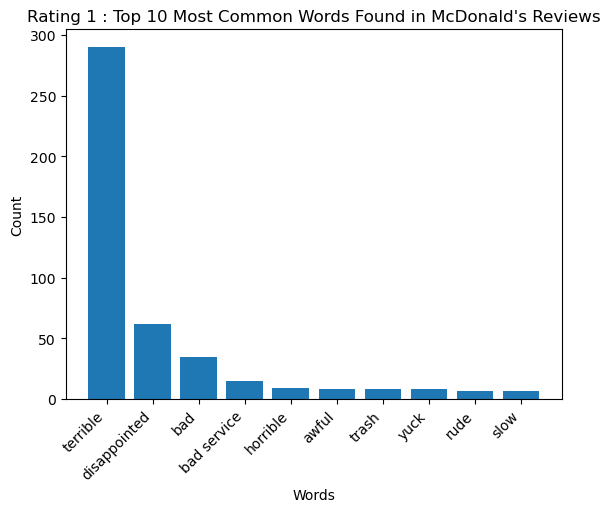 Rating 1 : Top 10 Most Common Words Found in McDonald's Reviews
300
250
200
150
100
50
0
Count
terrible
disappointed
bad
bad service
horrible
awful
trash
yuck
rude
slow
Words